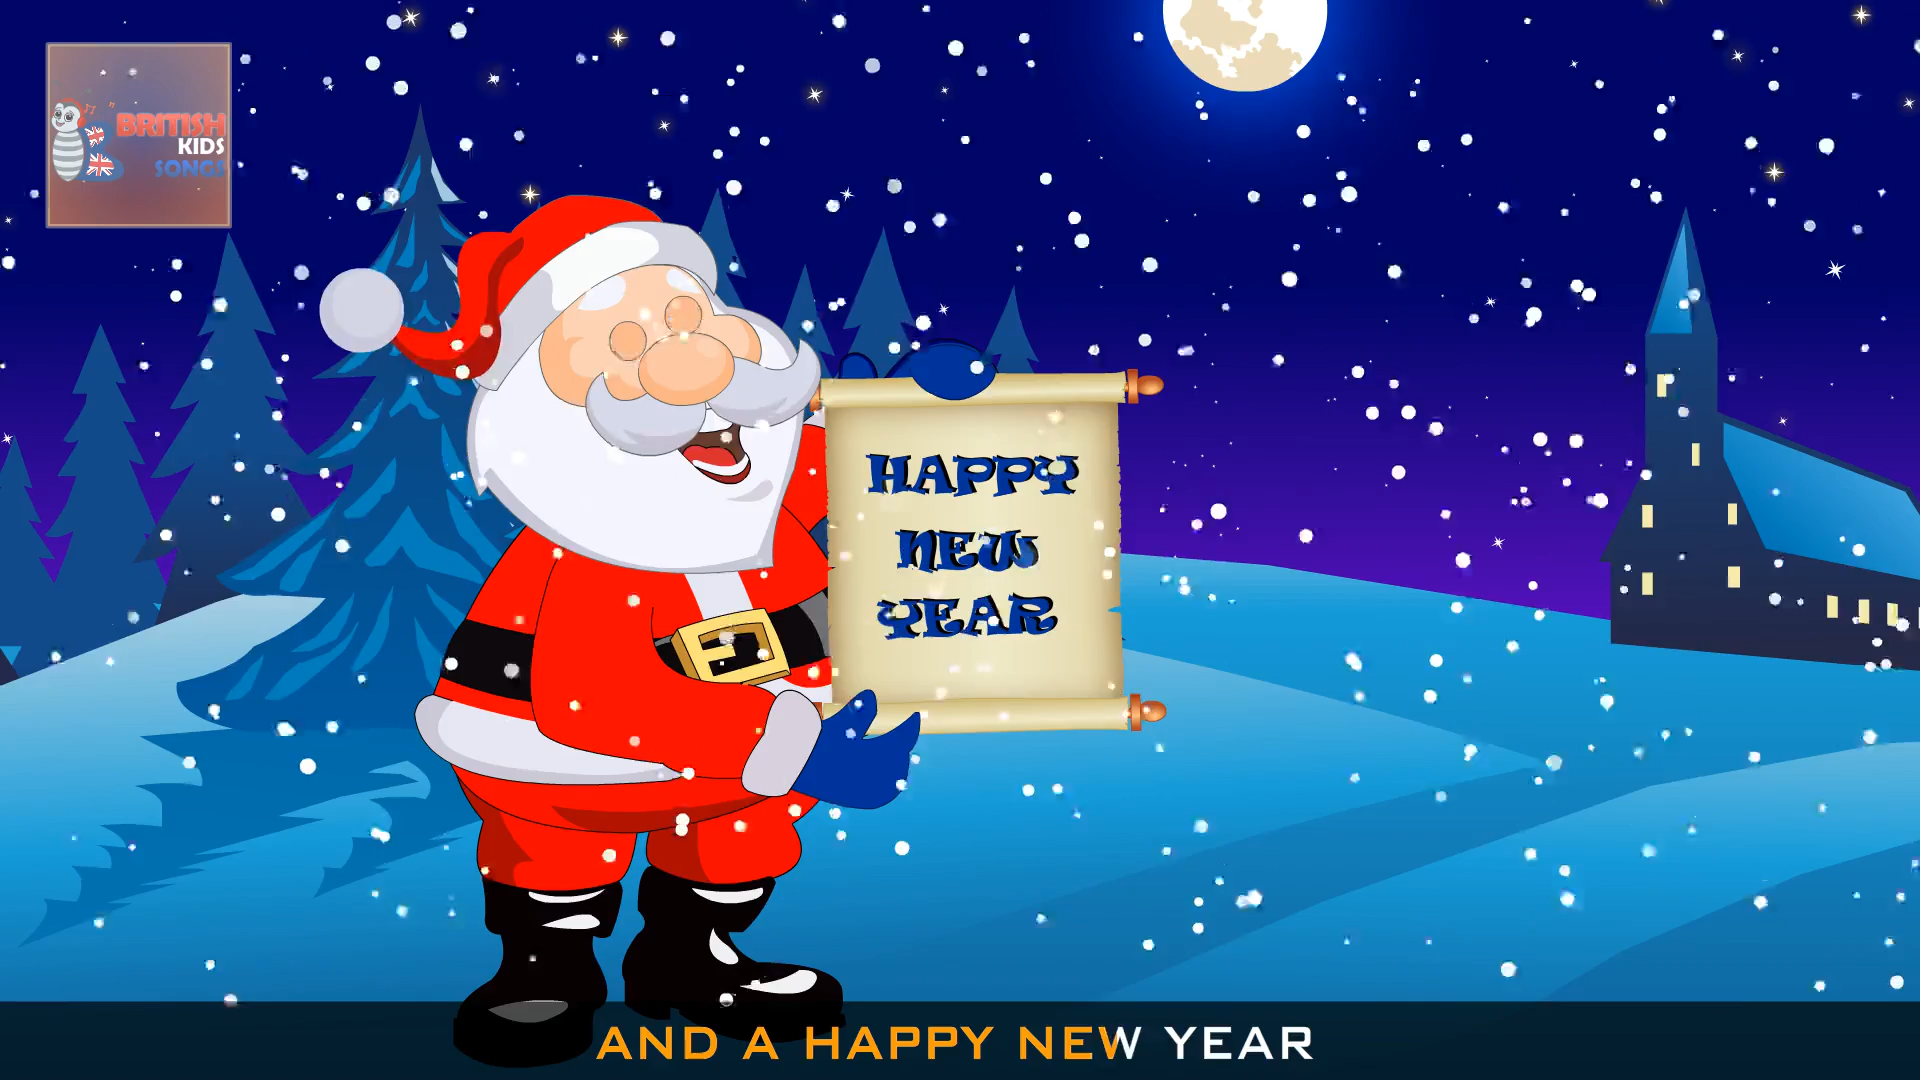 BRITISH
KIDS
SONGS
HAPPY
NEW
YEAR
AND A HAPPY NEW YEAR